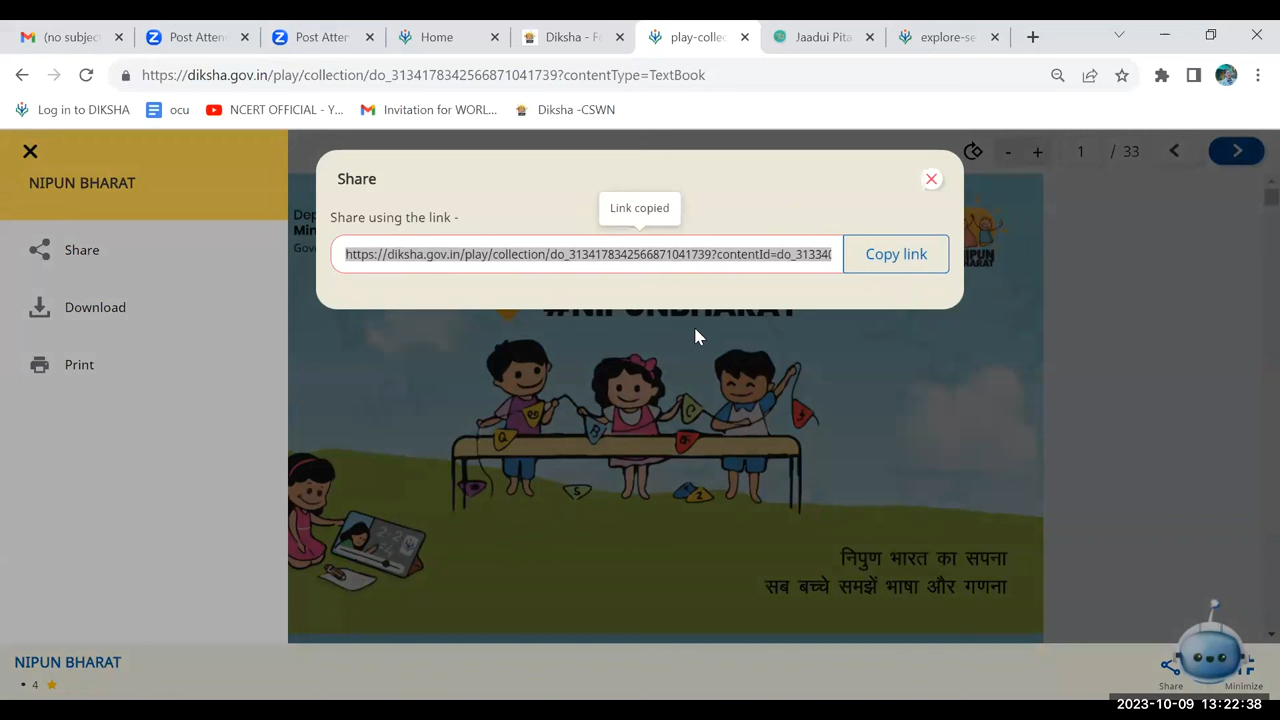 (no subject
Post Atten
Post Atten
Home
Diksha - Fo
play-collec
Jaadui Pita
explore-se
https://diksha.gov.in/play/collection/do_3134178342566871041739?contentType=TextBook
Log in to DIKSHA
ocu
NCERT OFFICIAL - Y...
Invitation for WORL...
Diksha -CSWN
NIPUN BHARAT
1 / 33
Share
Share using the link -
Link copied
https://diksha.gov.in/play/collection/do_3134178342566871041739?contentId=do_31334
Copy link
Share
Download
Print
#NIPUNBHARAT
निपुण भारत का सपना
सब बच्चे समझें भाषा और गणना
NIPUN BHARAT
4
Share
Minimize
2023-10-09 13:22:38